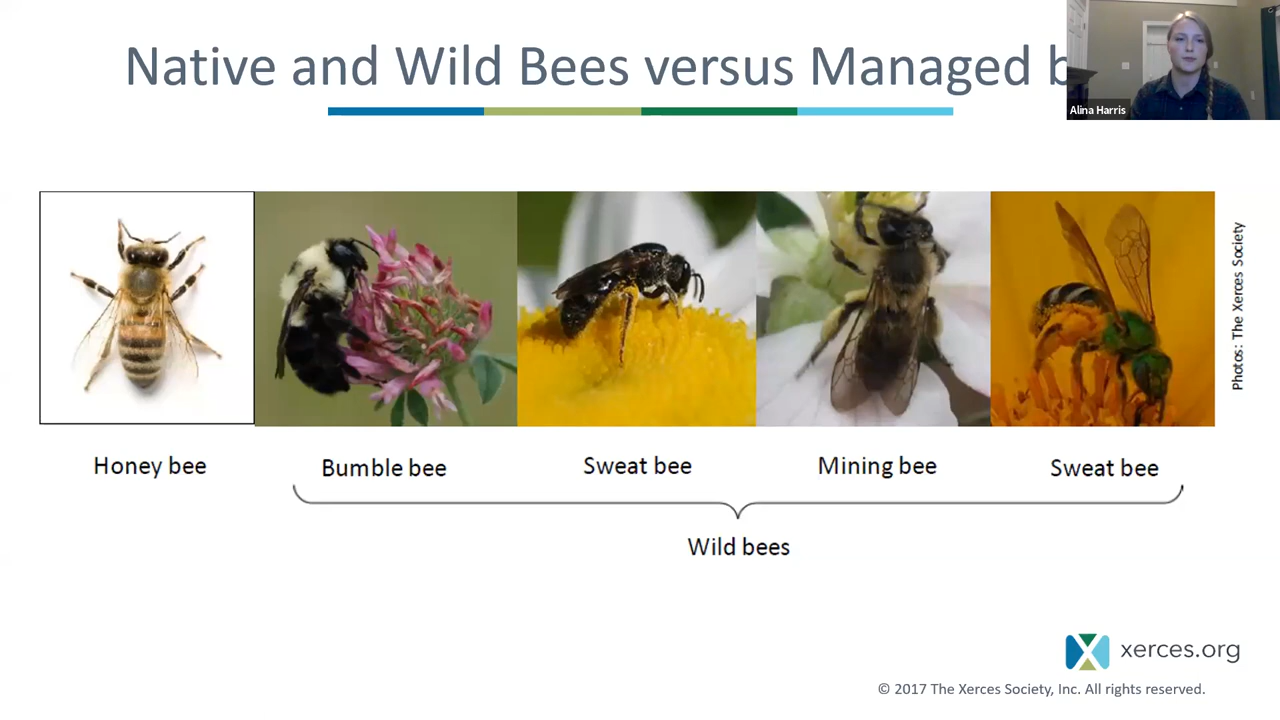 Native and Wild Bees versus Managed b
Alina Harris
Photos: The Xerces Society
Honey bee
Bumble bee
Sweat bee
Mining bee
Sweat bee
Wild bees
xerces.org
© 2017 The Xerces Society, Inc. All rights reserved.